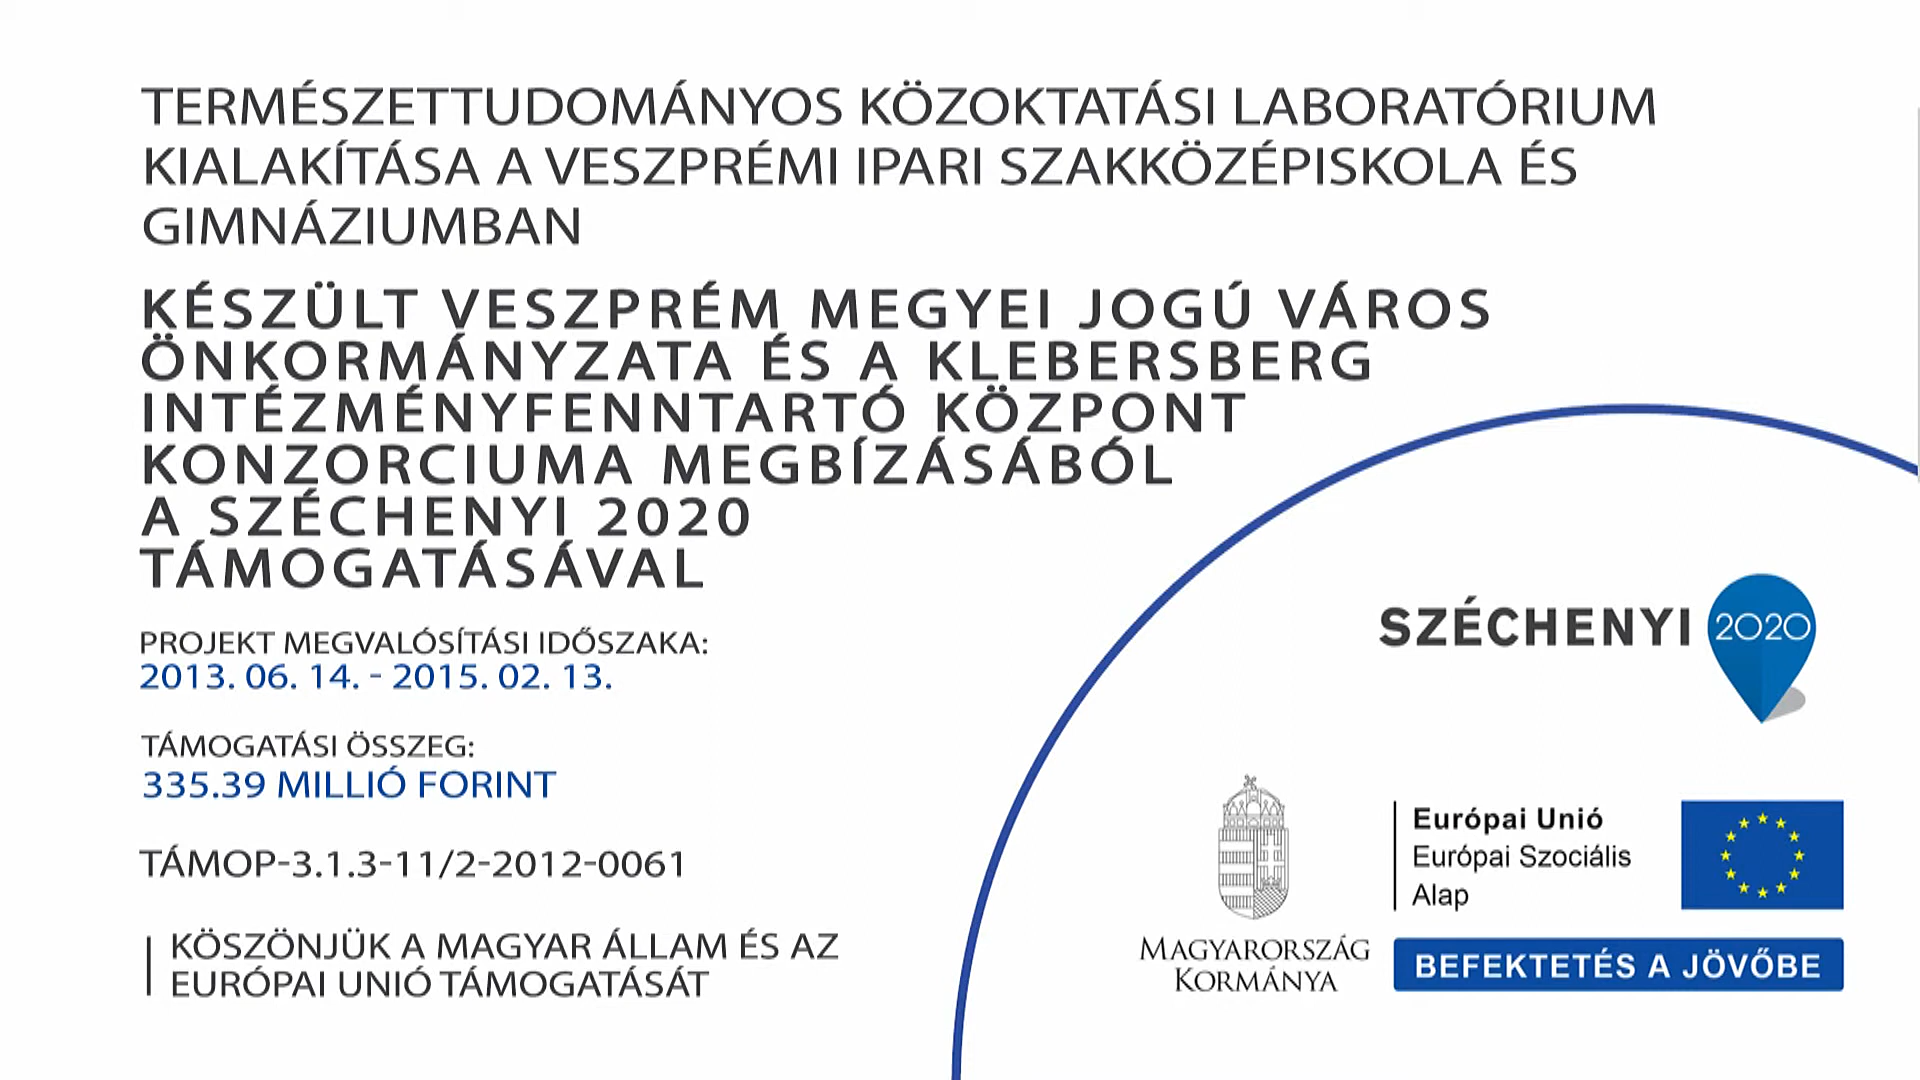 TERMÉSZETTUDOMÁNYOS KÖZOKTATÁSI LABORATÓRIUM
KIALAKÍTÁSA A VESZPRÉMI IPARI SZAKKÖZÉPISKOLA ÉS
GIMNÁZIUMBAN
KÉSZÜLT VESZPRÉM MEGYEI JOGÚ VÁROS
ÖNKORMÁNYZATA ÉS A KLEBERSBERG
INTÉZMÉNYFENNTARTÓ KÖZPONT
KONZORCIUMA MEGBÍZÁSÁBÓL
A SZÉCHENYI 2020
TÁMOGATÁSÁVAL
PROJEKT MEGVALÓSÍTÁSI IDŐSZAKA:
2013. 06. 14. - 2015. 02. 13.
TÁMOGATÁSI ÖSSZEG:
335.39 MILLIÓ FORINT
TÁMOP-3.1.3-11/2-2012-0061
KÖSZÖNJÜK A MAGYAR ÁLLAM ÉS AZ
EURÓPAI UNIÓ TÁMOGATÁSÁT
SZÉCHENYI 2020
MAGYARORSZÁG
KORMÁNYA
Európai Unió
Európai Szociális
Alap
BEFEKTETÉS A JÖVŐBE